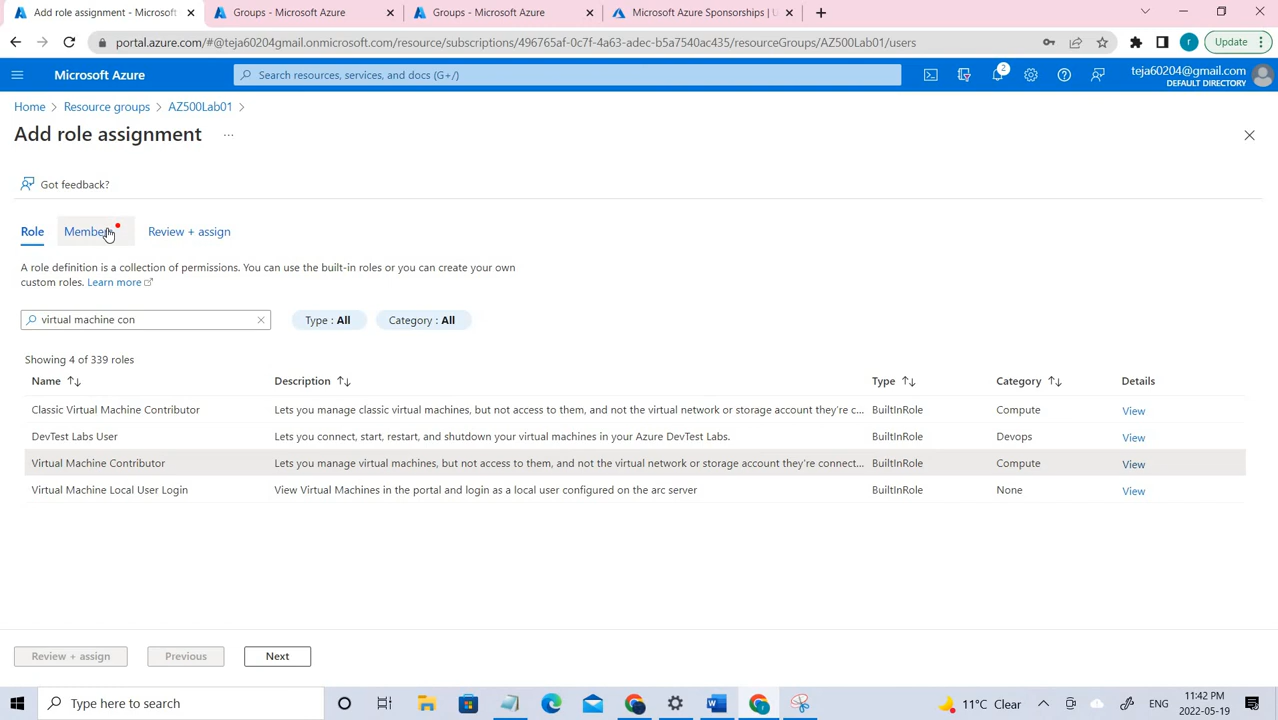 Add role assignment - Microsoft
Groups - Microsoft Azure
Groups - Microsoft Azure
Microsoft Azure Sponsorships | U
portal.azure.com/#@teja60204gmail.onmicrosoft.com/resource/subscriptions/496765af-0c7f-4a63-adec-b5a7540ac435/resourceGroups/AZ500Lab01/users
r
Update
Microsoft Azure
Search resources, services, and docs (G+/)
2
teja60204@gmail.com
DEFAULT DIRECTORY
Home > Resource groups > AZ500Lab01 >
Add role assignment
...
Got feedback?
Role
Members
Review + assign
A role definition is a collection of permissions. You can use the built-in roles or you can create your own
custom roles. Learn more
virtual machine con
Type : All
Category : All
Showing 4 of 339 roles
Name Description Type Category Details
Classic Virtual Machine Contributor Lets you manage classic virtual machines, but not access to them, and not the virtual network or storage account they're c... BuiltInRole Compute View
DevTest Labs User Lets you connect, start, restart, and shutdown your virtual machines in your Azure DevTest Labs. BuiltInRole Devops View
Virtual Machine Contributor Lets you manage virtual machines, but not access to them, and not the virtual network or storage account they're connect... BuiltInRole Compute View
Virtual Machine Local User Login View Virtual Machines in the portal and login as a local user configured on the arc server BuiltInRole None View
Review + assign
Previous
Next
Type here to search
11°C Clear
ENG
11:42 PM
2022-05-19